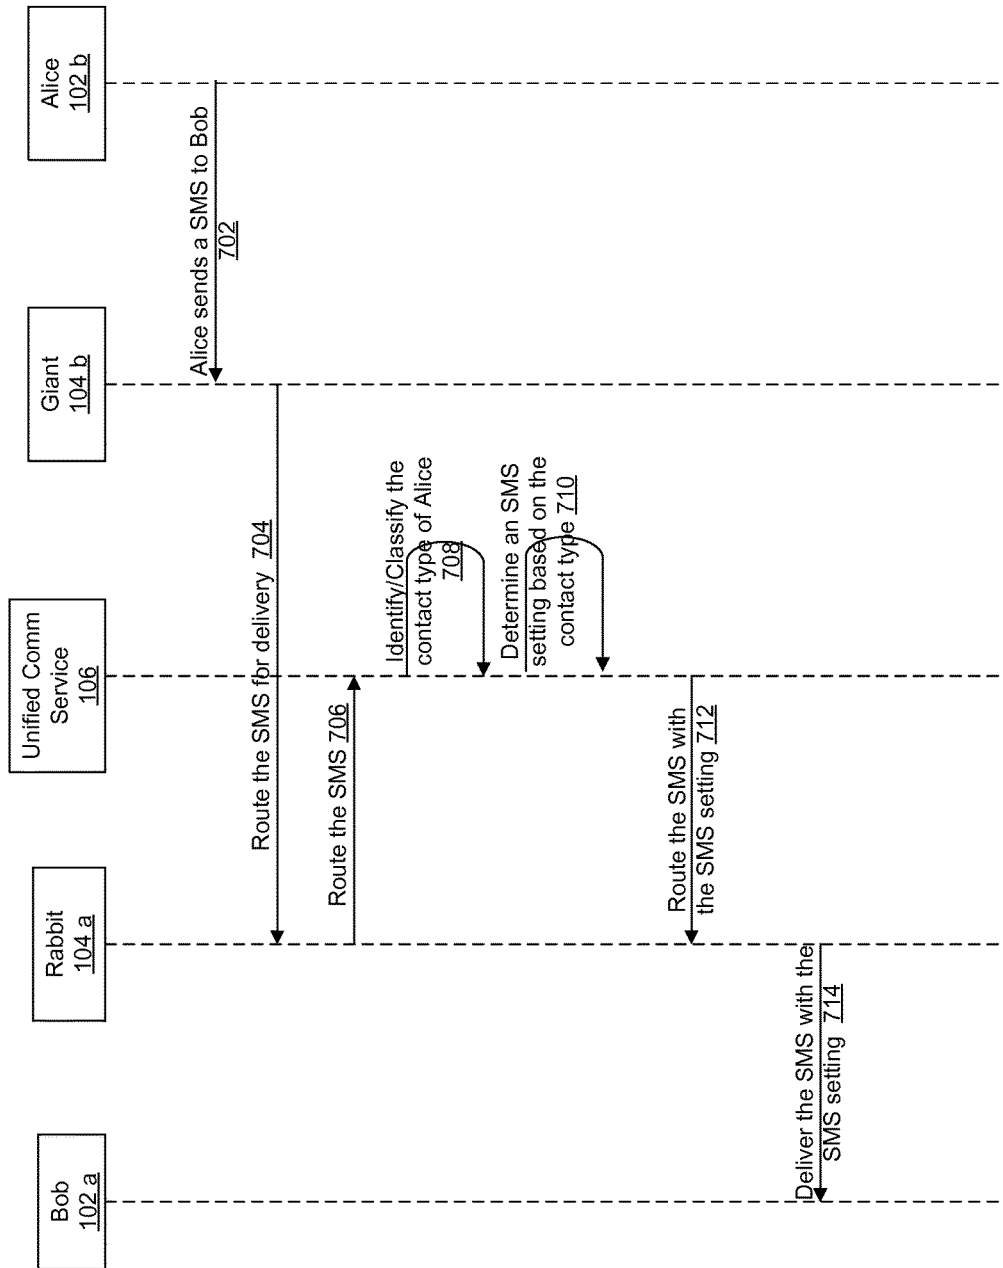 Bob
102 a
Rabbit
104 a
Unified Comm
Service
106
Giant
104 b
Alice
102 b
Alice sends a SMS to Bob
702
Route the SMS for delivery 704
Route the SMS 706
Identify/Classify the
contact type of Alice
708
Determine an SMS
setting based on the
contact type 710
Route the SMS with
the SMS setting 712
Deliver the SMS with the
SMS setting 714